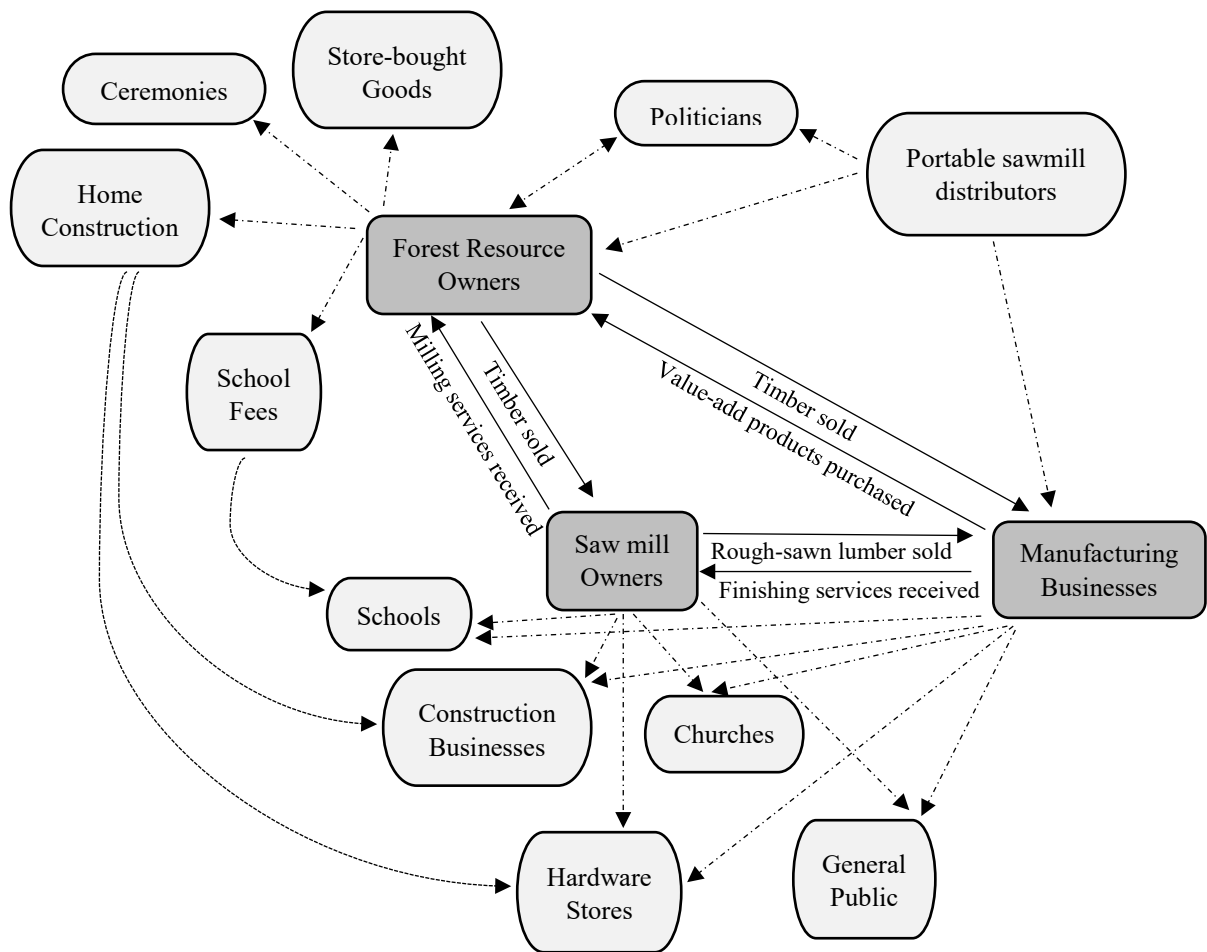 Store-bought
Goods
Ceremonies
Politicians
Portable sawmill
distributors
Home
Construction
Forest Resource
Owners
School
Fees
Milling services received
Timber sold
Timber sold
Value-add products purchased
Saw mill
Owners
Rough-sawn lumber sold
Finishing services received
Manufacturing
Businesses
Schools
Construction
Businesses
Churches
Hardware
Stores
General
Public